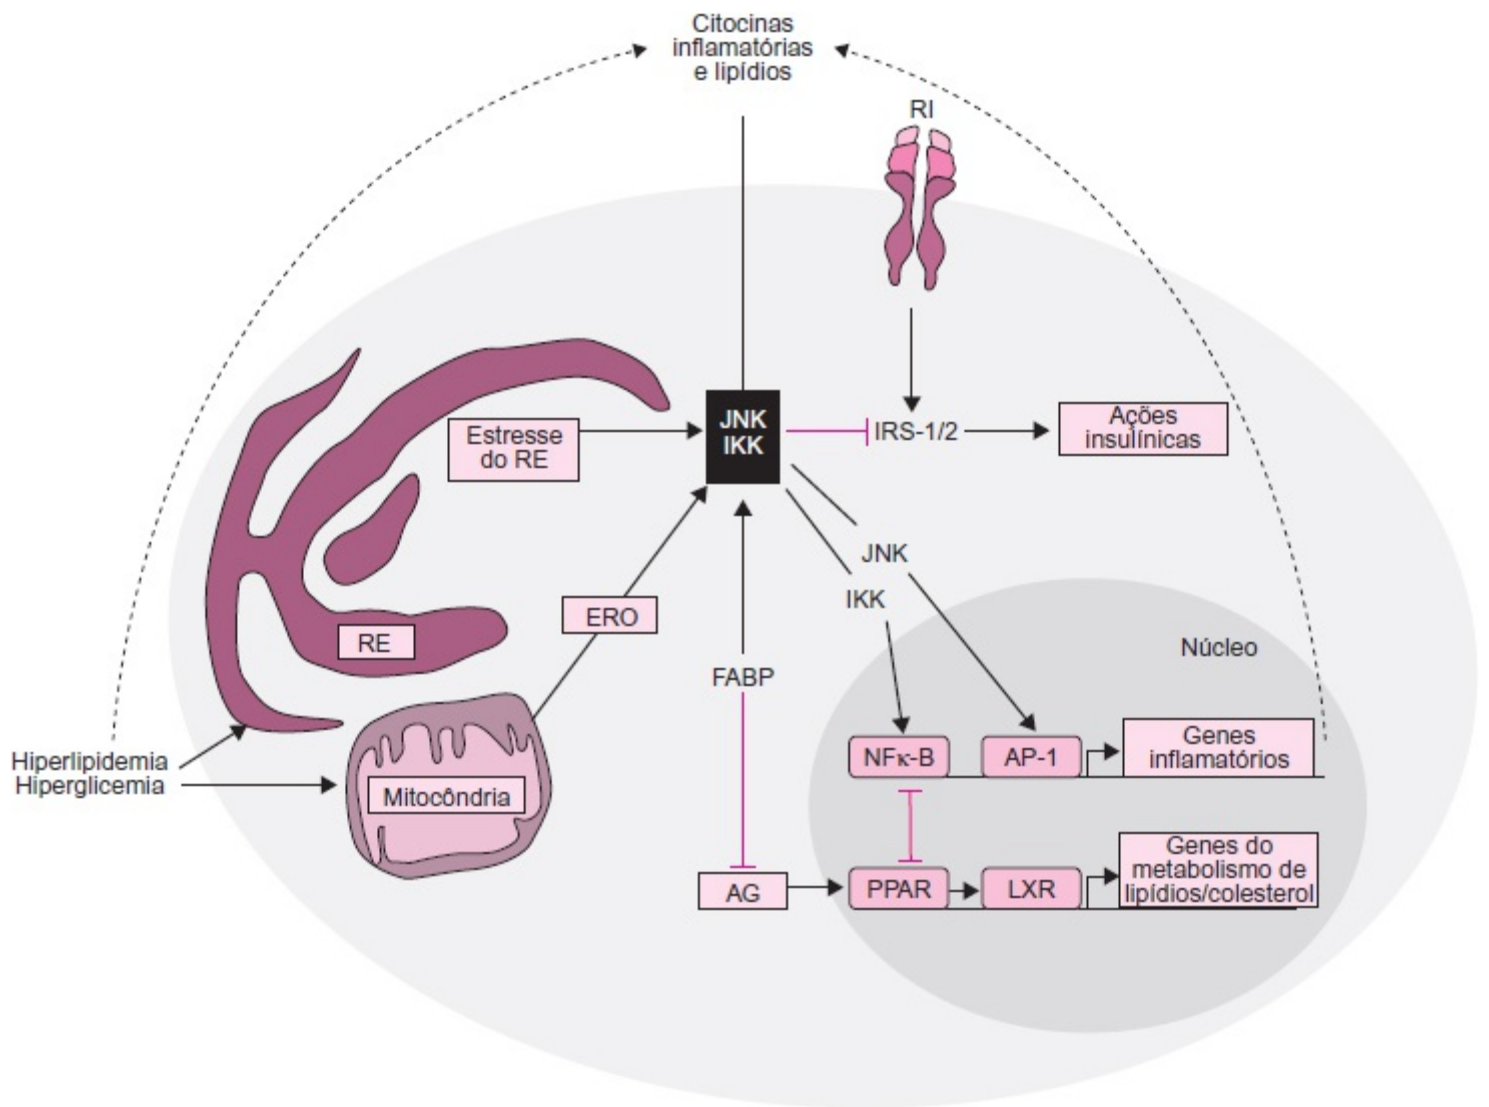 Citocinas
inflamatórias
e lipídios
RI
JNK
IKK
IRS-1/2
Ações
insulínicas
Estresse
do RE
JNK
IKK
ERO
RE
Núcleo
FABP
Hiperlipidemia
Hiperglicemia
Mitocôndria
NFκ-B
AP-1
Genes
inflamatórios
AG
PPAR
LXR
Genes do
metabolismo de
lipídios/colesterol